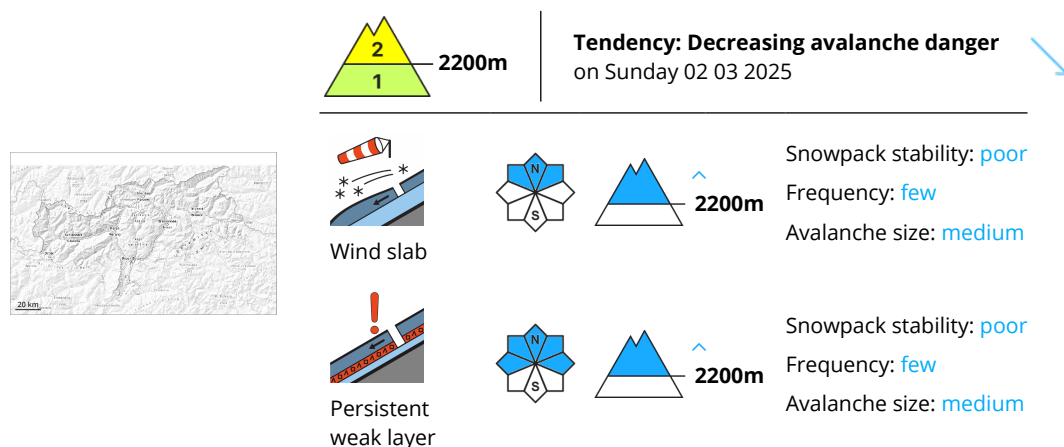 2
1
2200m
Tendency: Decreasing avalanche danger
on Sunday 02 03 2025
20 km
N
S
2200m
Wind slab
Snowpack stability: poor
Frequency: few
Avalanche size: medium
N
S
2200m
Persistent
weak layer
Snowpack stability: poor
Frequency: few
Avalanche size: medium